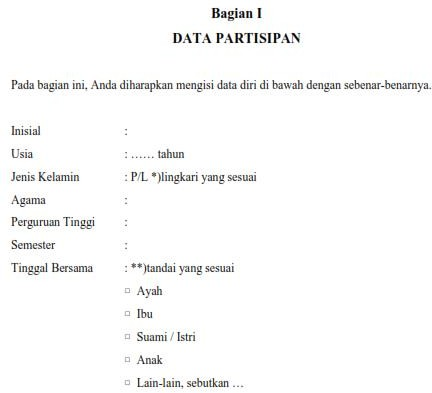 Bagian I
DATA PARTISIPAN
Pada bagian ini, Anda diharapkan mengisi data diri di bawah dengan sebenar-benarnya.
Inisial :
Usia : …… tahun
Jenis Kelamin : P/L *)lingkari yang sesuai
Agama :
Perguruan Tinggi :
Semester :
Tinggal Bersama : **)tandai yang sesuai
□ Ayah
□ Ibu
□ Suami / Istri
□ Anak
□ Lain-lain, sebutkan …